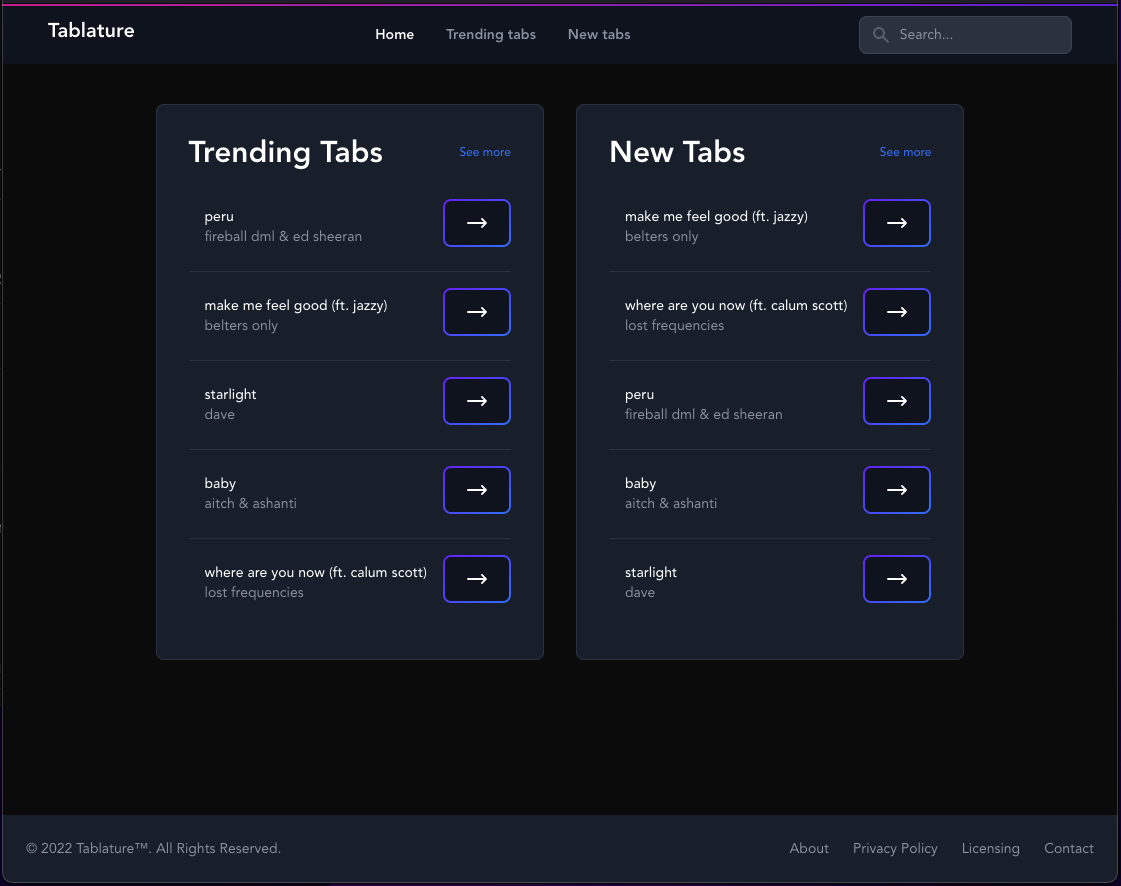 Tablature
Home
Trending tabs
New tabs
Search...
Trending Tabs
See more
peru
fireball dml & ed sheeran
make me feel good (ft. jazzy)
belters only
starlight
dave
baby
aitch & ashanti
where are you now (ft. calum scott)
lost frequencies
New Tabs
See more
make me feel good (ft. jazzy)
belters only
where are you now (ft. calum scott)
lost frequencies
peru
fireball dml & ed sheeran
baby
aitch & ashanti
starlight
dave
© 2022 Tablature™. All Rights Reserved.
About
Privacy Policy
Licensing
Contact